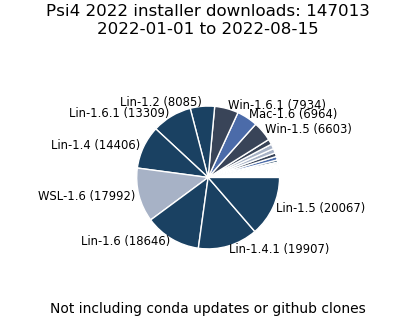 Psi4 2022 installer downloads: 147013
2022-01-01 to 2022-08-15
Lin-1.2 (8085)
Win-1.6.1 (7934)
Lin-1.6.1 (13309)
Mac-1.6 (6964)
Win-1.5 (6603)
Lin-1.4 (14406)
WSL-1.6 (17992)
Lin-1.5 (20067)
Lin-1.6 (18646)
Lin-1.4.1 (19907)
Not including conda updates or github clones